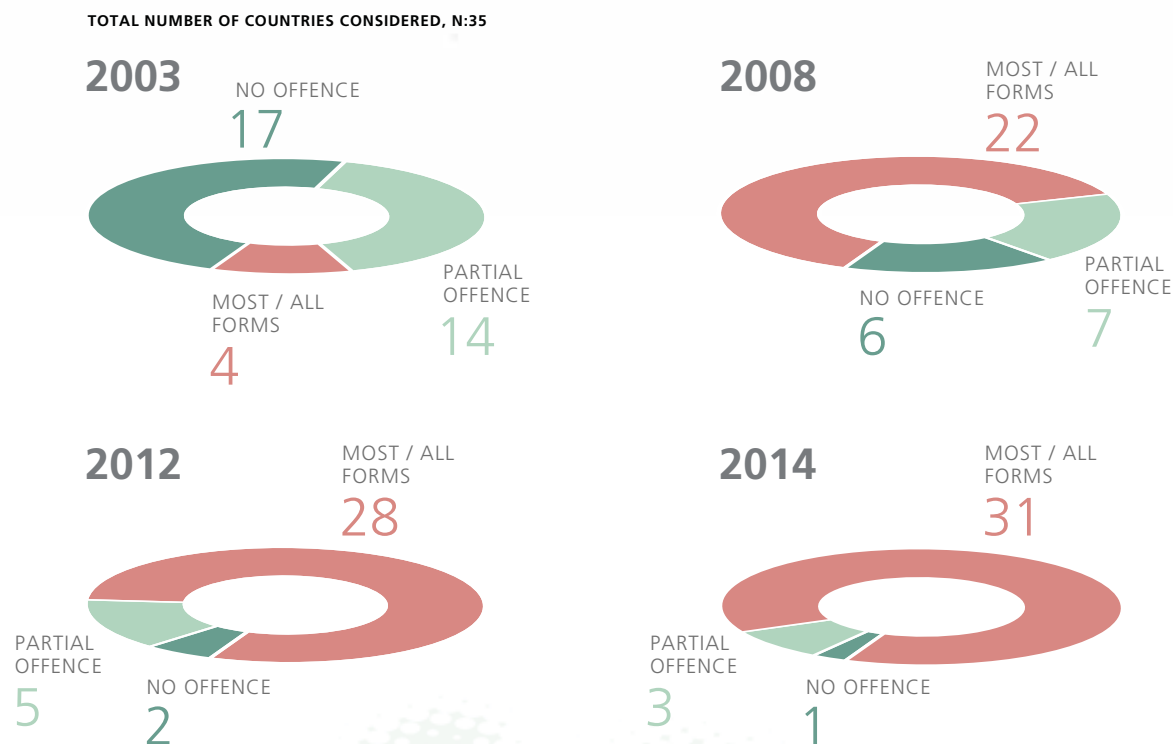 TOTAL NUMBER OF COUNTRIES CONSIDERED, N:35
2003
NO OFFENCE
17
MOST / ALL
FORMS
4
PARTIAL
OFFENCE
14
2008
MOST / ALL
FORMS
22
PARTIAL
OFFENCE
7
NO OFFENCE
6
2012
MOST / ALL
FORMS
28
PARTIAL
OFFENCE
5
NO OFFENCE
2
2014
MOST / ALL
FORMS
31
PARTIAL
OFFENCE
3
NO OFFENCE
1